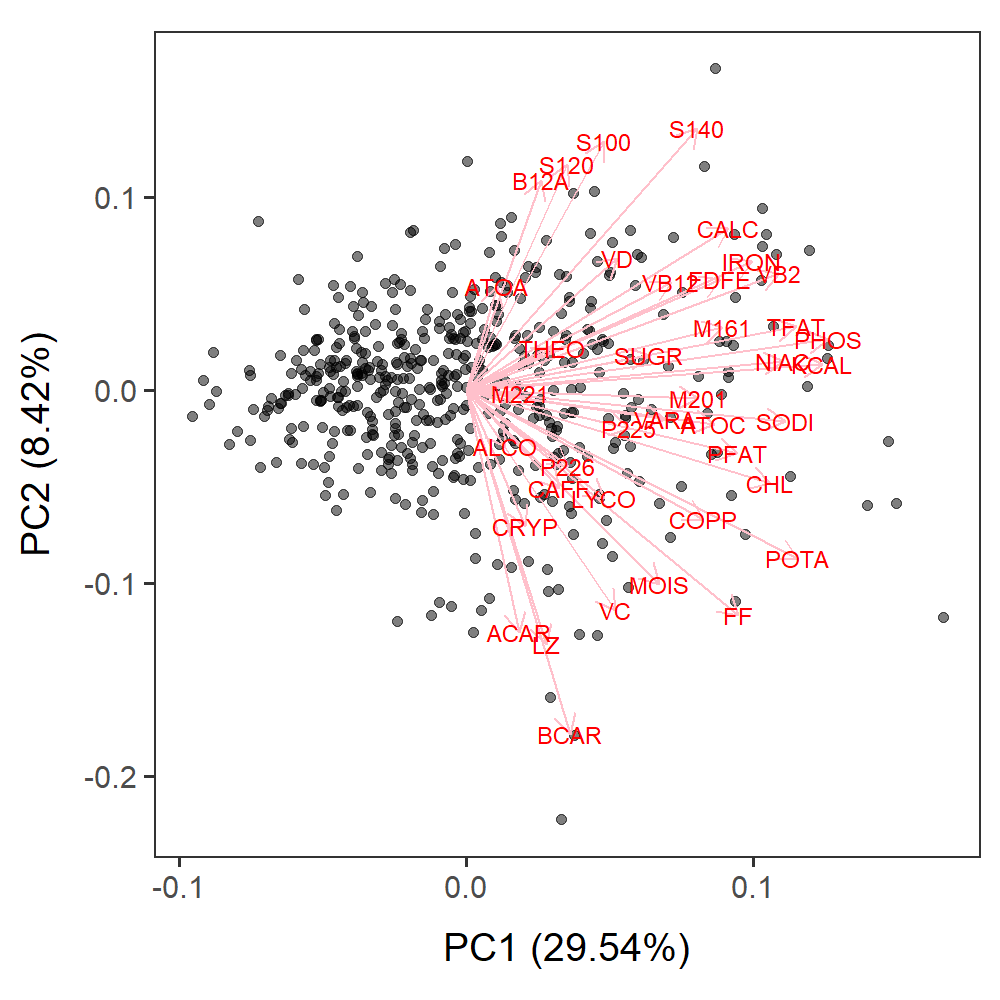 S140
S100
S120
B12A
0.1
CALC
VD
IRON
VB2
VB12
FDFE
ATOA
M161
TFAT
PHOS
THEO
SUGR
NIAC
KCAL
0.0
M221
M201
VARA
ATOC
SODI
P225
ALCO
PFAT
P226
CHL
CAFF
LYCO
COPP
CRYP
POTA
-0.1
MOIS
VC
FF
ACAR
LZ
BCAR
-0.2
PC2 (8.42%)
-0.1
0.0
0.1
PC1 (29.54%)